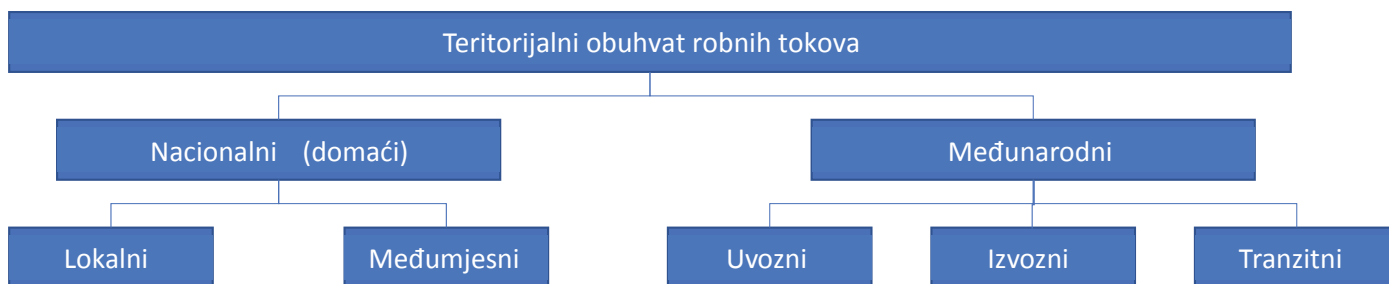 Teritorijalni obuhvat robnih tokova
Nacionalni (domaći)
Međunarodni
Lokalni
Međumjesni
Uvozni
Izvozni
Tranzitni